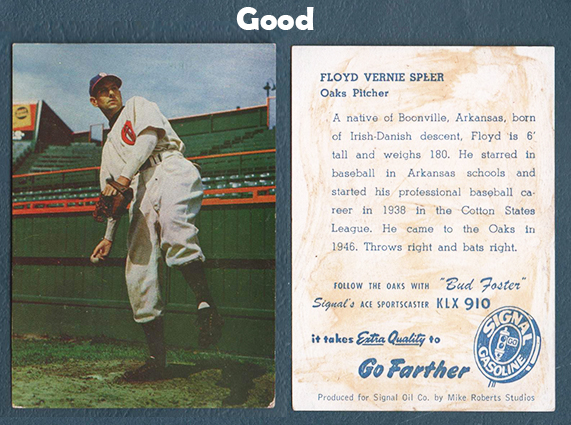 Good
FLOYD VERNIE SPEER
Oaks Pitcher
A native of Boonville, Arkansas, born
of Irish-Danish descent, Floyd is 6'
tall and weighs 180. He starred in
baseball in Arkansas schools and
started his professional baseball ca-
reer in 1938 in the Cotton States
League. He came to the Oaks in
1946. Throws right and bats right.
FOLLOW THE OAKS WITH "Bud Foster"
Signal's ACE SPORTSCASTER KLX 910
it takes Extra Quality to
Go Farther
SIGNAL
GASOLINE
Produced for Signal Oil Co. by Mike Roberts Studios